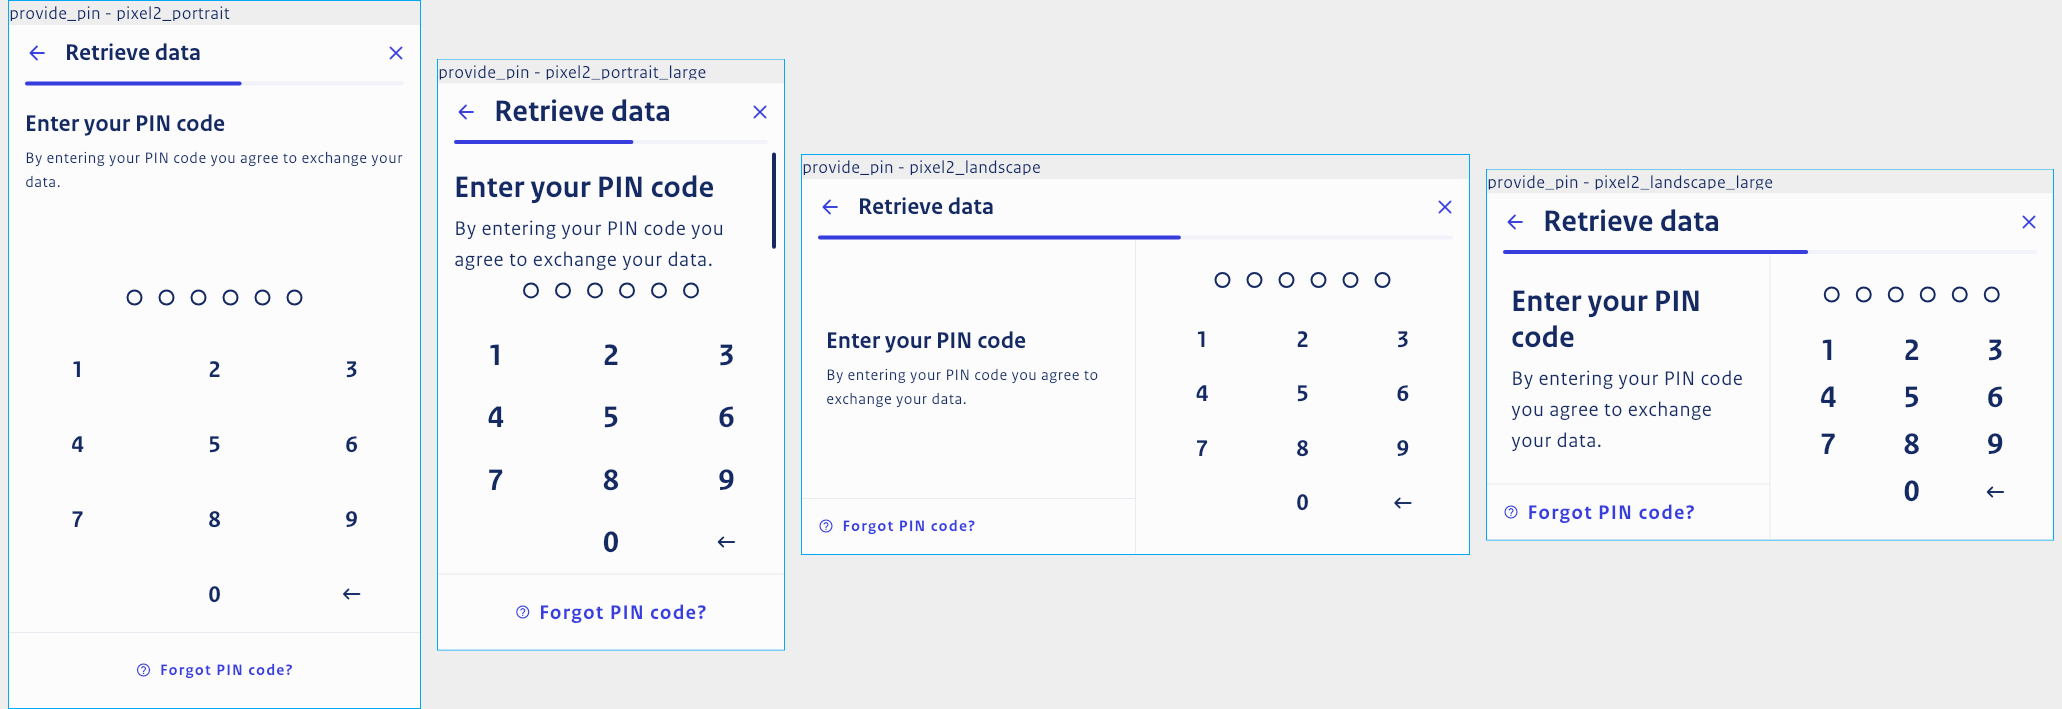 provide_pin - pixel2_portrait
Retrieve data
Enter your PIN code
By entering your PIN code you agree to exchange your
data.
1 2 3
4 5 6
7 8 9
0
Forgot PIN code?
provide_pin - pixel2_portrait_large
Retrieve data
Enter your PIN code
By entering your PIN code you
agree to exchange your data.
1 2 3
4 5 6
7 8 9
0
Forgot PIN code?
provide_pin - pixel2_landscape
Retrieve data
Enter your PIN code
By entering your PIN code you agree to
exchange your data.
Forgot PIN code?
1 2 3
4 5 6
7 8 9
0
provide_pin - pixel2_landscape_large
Retrieve data
Enter your PIN
code
By entering your PIN code
you agree to exchange
your data.
Forgot PIN code?
1 2 3
4 5 6
7 8 9
0